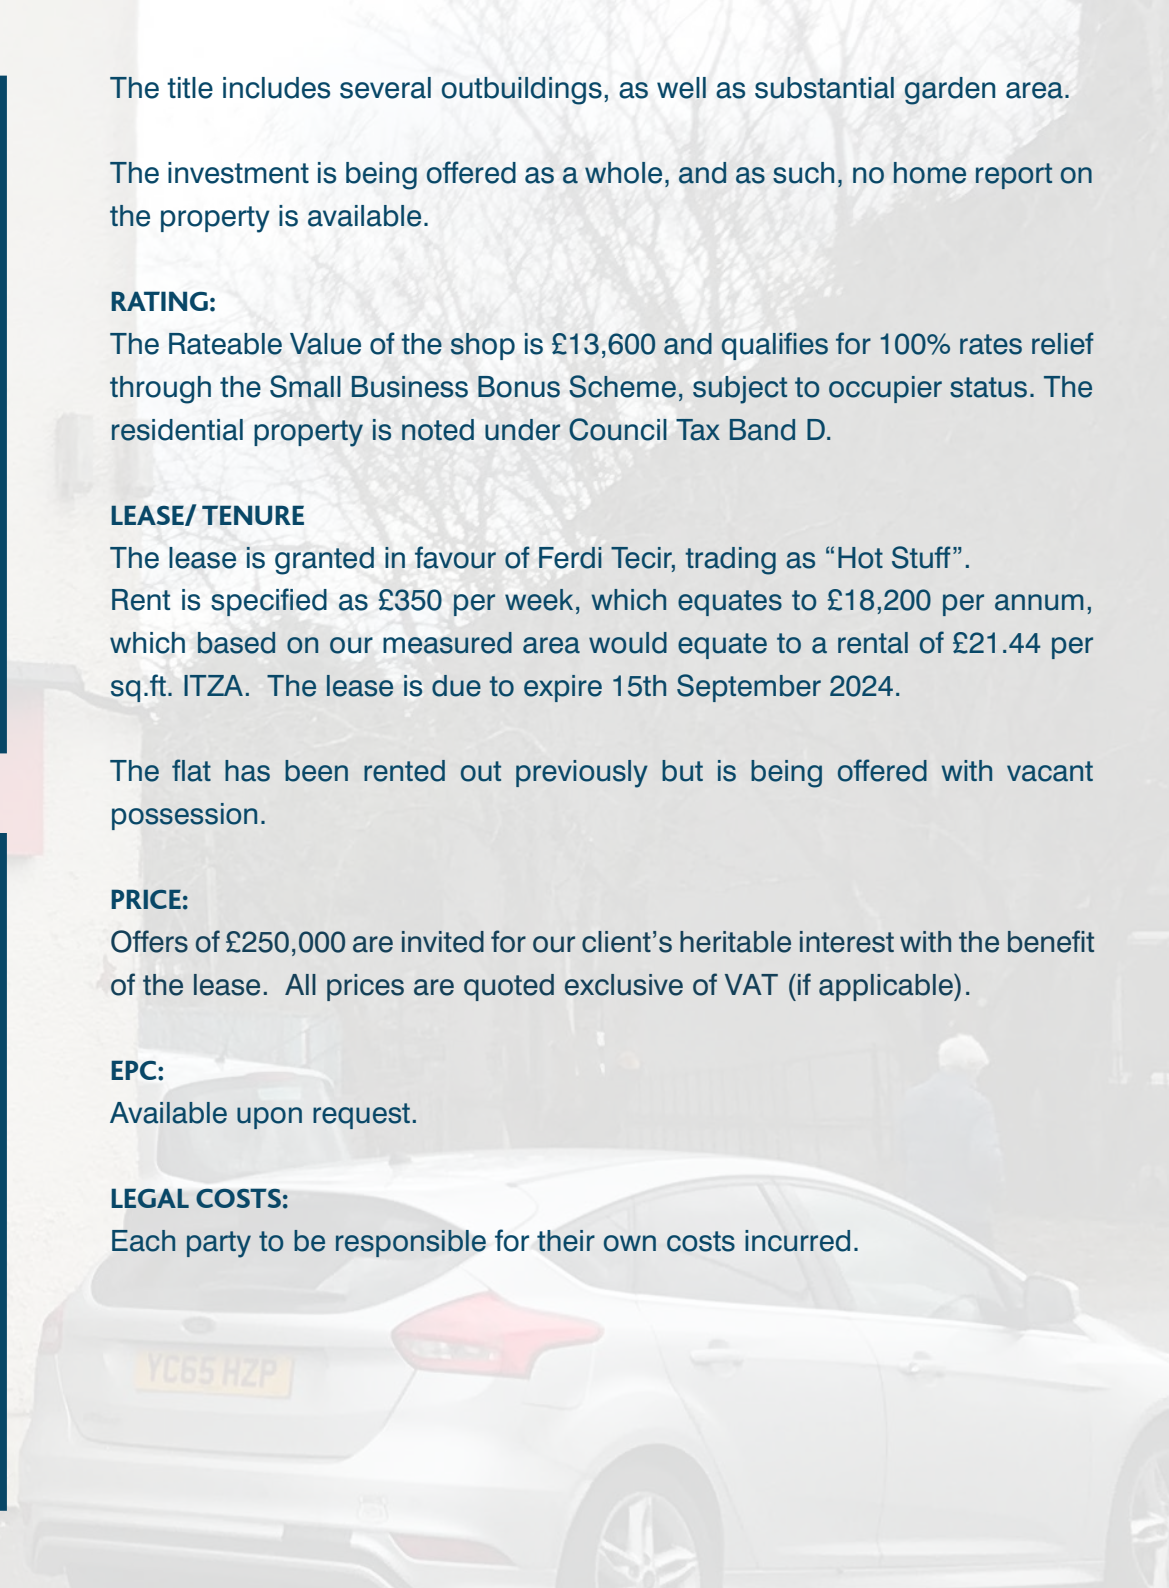 The title includes several outbuildings, as well as substantial garden area.
The investment is being offered as a whole, and as such, no home report on
the property is available.
RATING:
The Rateable Value of the shop is £13,600 and qualifies for 100% rates relief
through the Small Business Bonus Scheme, subject to occupier status. The
residential property is noted under Council Tax Band D.
LEASE/ TENURE
The lease is granted in favour of Ferdi Tecir, trading as “Hot Stuff”.
Rent is specified as £350 per week, which equates to £18,200 per annum,
which based on our measured area would equate to a rental of £21.44 per
sq.ft. ITZA.  The lease is due to expire 15th September 2024.
The flat has been rented out previously but is being offered with vacant
possession.
PRICE:
Offers of £250,000 are invited for our client’s heritable interest with the benefit
of the lease.  All prices are quoted exclusive of VAT (if applicable).
EPC:
Available upon request.
LEGAL COSTS:
Each party to be responsible for their own costs incurred.
YC65 HZP